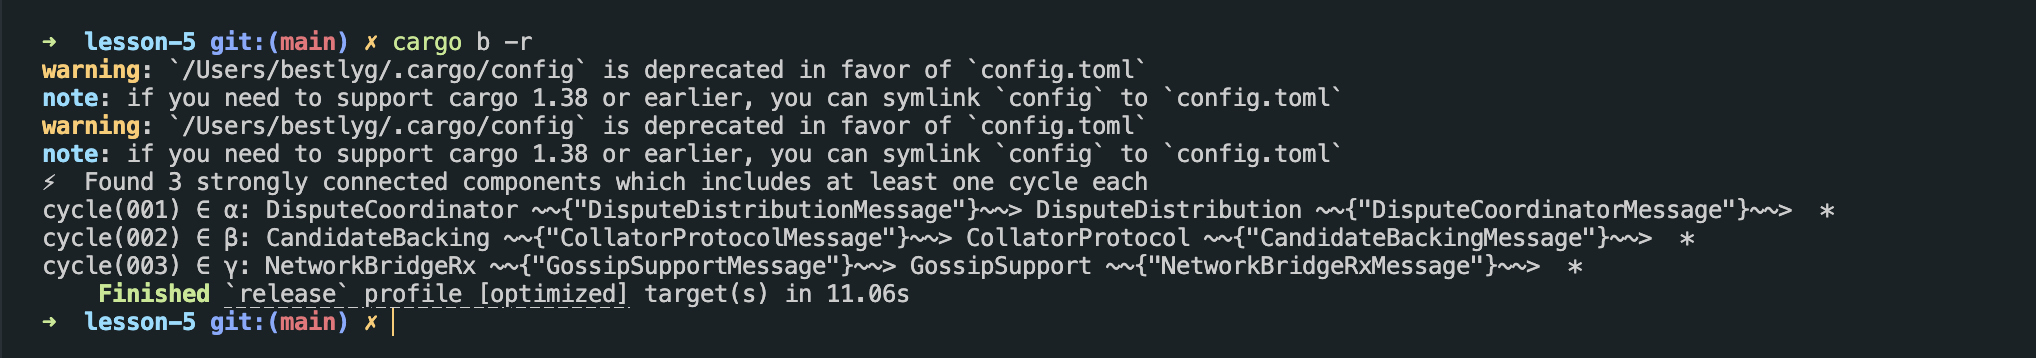 → lesson-5 git:(main) ✗ cargo b -r
warning: `/Users/bestlyg/.cargo/config` is deprecated in favor of `config.toml`
note: if you need to support cargo 1.38 or earlier, you can symlink `config` to `config.toml`
warning: `/Users/bestlyg/.cargo/config` is deprecated in favor of `config.toml`
note: if you need to support cargo 1.38 or earlier, you can symlink `config` to `config.toml`
⚡ Found 3 strongly connected components which includes at least one cycle each
cycle(001) ∈ α: DisputeCoordinator ~~{"DisputeDistributionMessage"}~~> DisputeDistribution ~~{"DisputeCoordinatorMessage"}~~> *
cycle(002) ∈ β: CandidateBacking ~~{"CollatorProtocolMessage"}~~> CollatorProtocol ~~{"CandidateBackingMessage"}~~> *
cycle(003) ∈ γ: NetworkBridgeRx ~~{"GossipSupportMessage"}~~> GossipSupport ~~{"NetworkBridgeRxMessage"}~~> *
Finished `release` profile [optimized] target(s) in 11.06s
→ lesson-5 git:(main) ✗